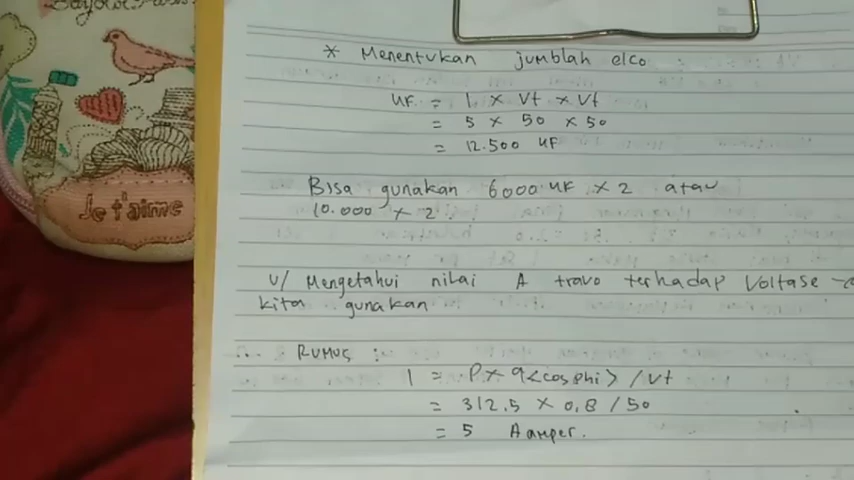 * Menentukan jumblah elco
UF = 1 x Vt x Vt
= 5 x 50 x 50
= 12.500 UF
Bisa gunakan 6000 UF x 2 atau
10.000 x 2
U/ Mengetahui nilai A travo terhadap Voltase
kita gunakan
Rumus :
1 = P x 9 <cos phi> / Vt
= 312.5 x 0,8 / 50
= 5 Aamper.
Je t'aime